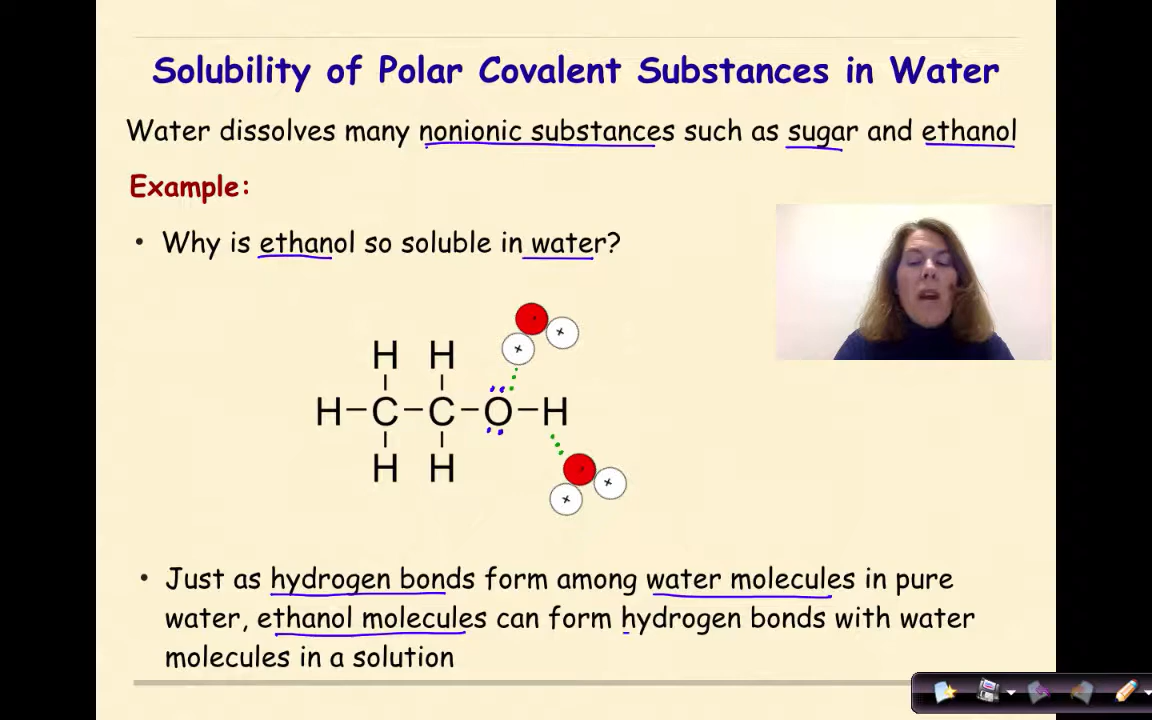 Solubility of Polar Covalent Substances in Water
Water dissolves many nonionic substances such as sugar and ethanol
Example:
• Why is ethanol so soluble in water?
+
+
H H
H-C-C-O-H
H H
+
+
• Just as hydrogen bonds form among water molecules in pure
water, ethanol molecules can form hydrogen bonds with water
molecules in a solution